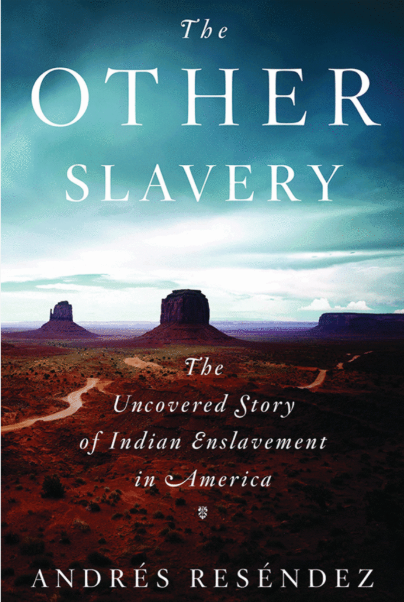 The
OTHER
SLAVERY
The
Uncovered Story
of Indian Enslavement
in America
ANDRÉS RESÉNDEZ